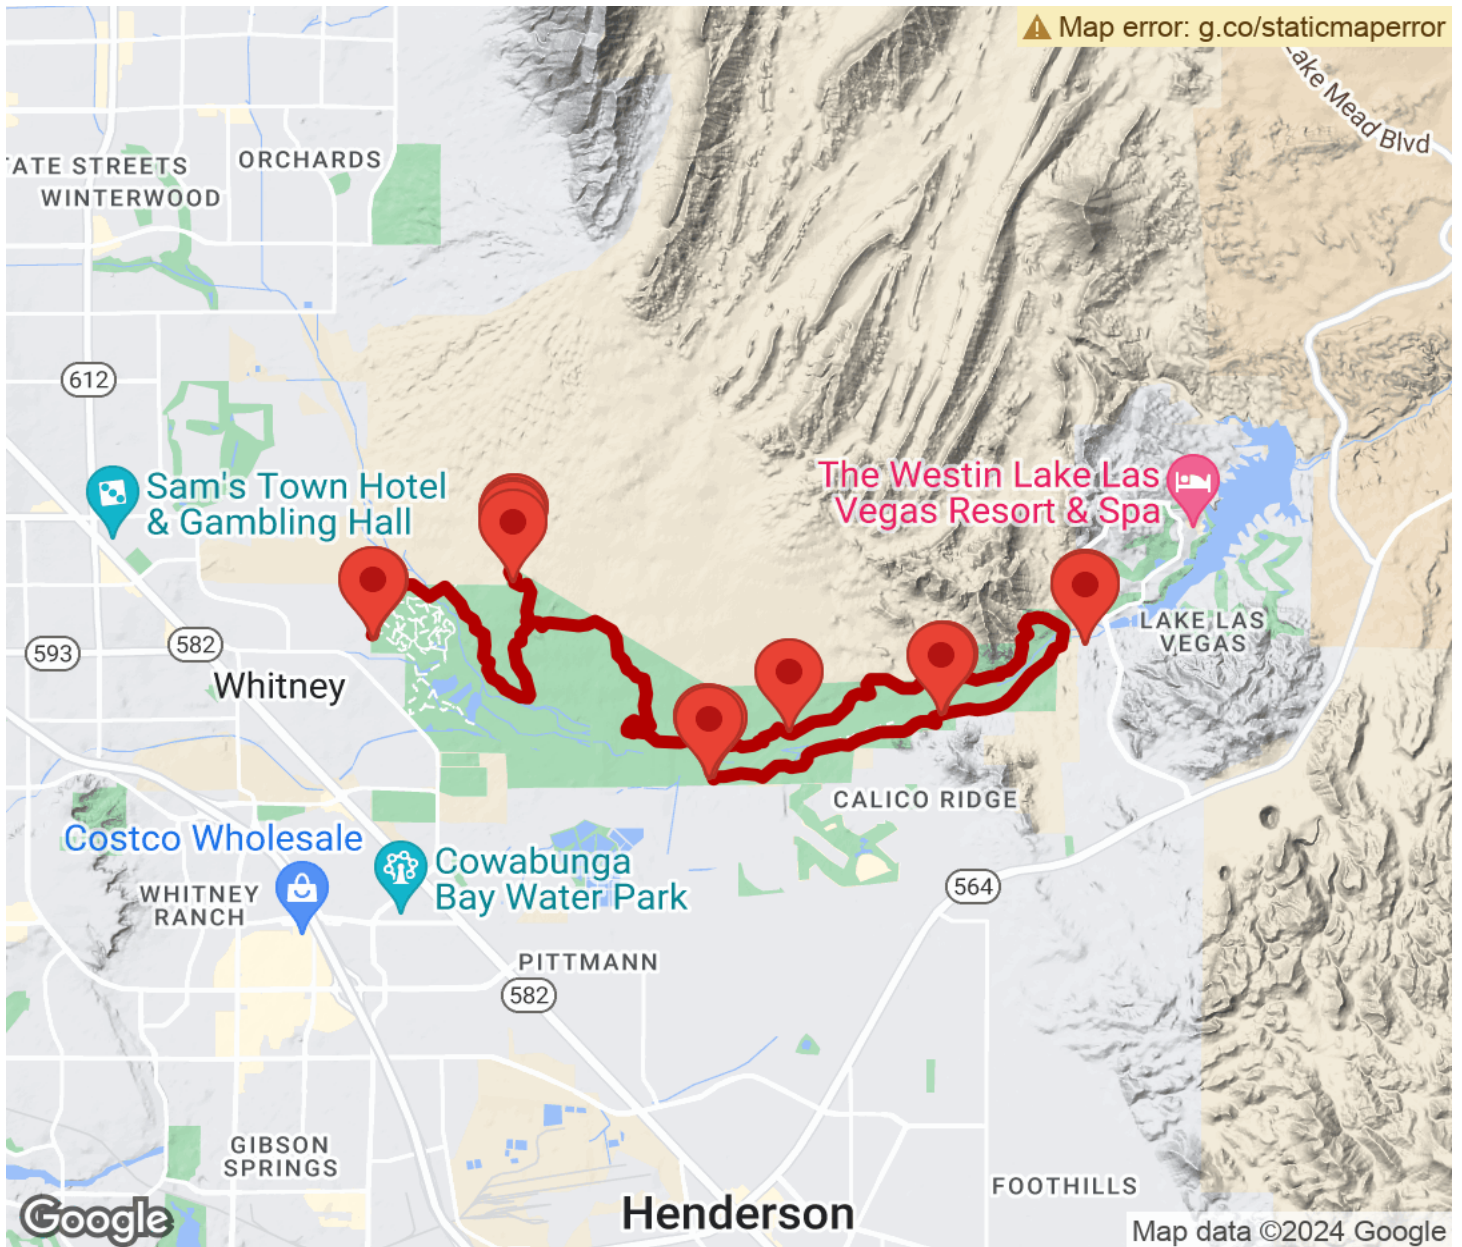 Map error: g.co/staticmaperror
Lake Mead Blvd
TATE STREETS
ORCHARDS
WINTERWOOD
612
Sam's Town Hotel
& Gambling Hall
The Westin Lake Las
Vegas Resort & Spa
593
582
Whitney
LAKE LAS
VEGAS
CALICO RIDGE
Costco Wholesale
WHITNEY
RANCH
Cowabunga
Bay Water Park
564
PITTMANN
582
GIBSON
SPRINGS
FOOTHILLS
Henderson
Google
Map data ©2024 Google